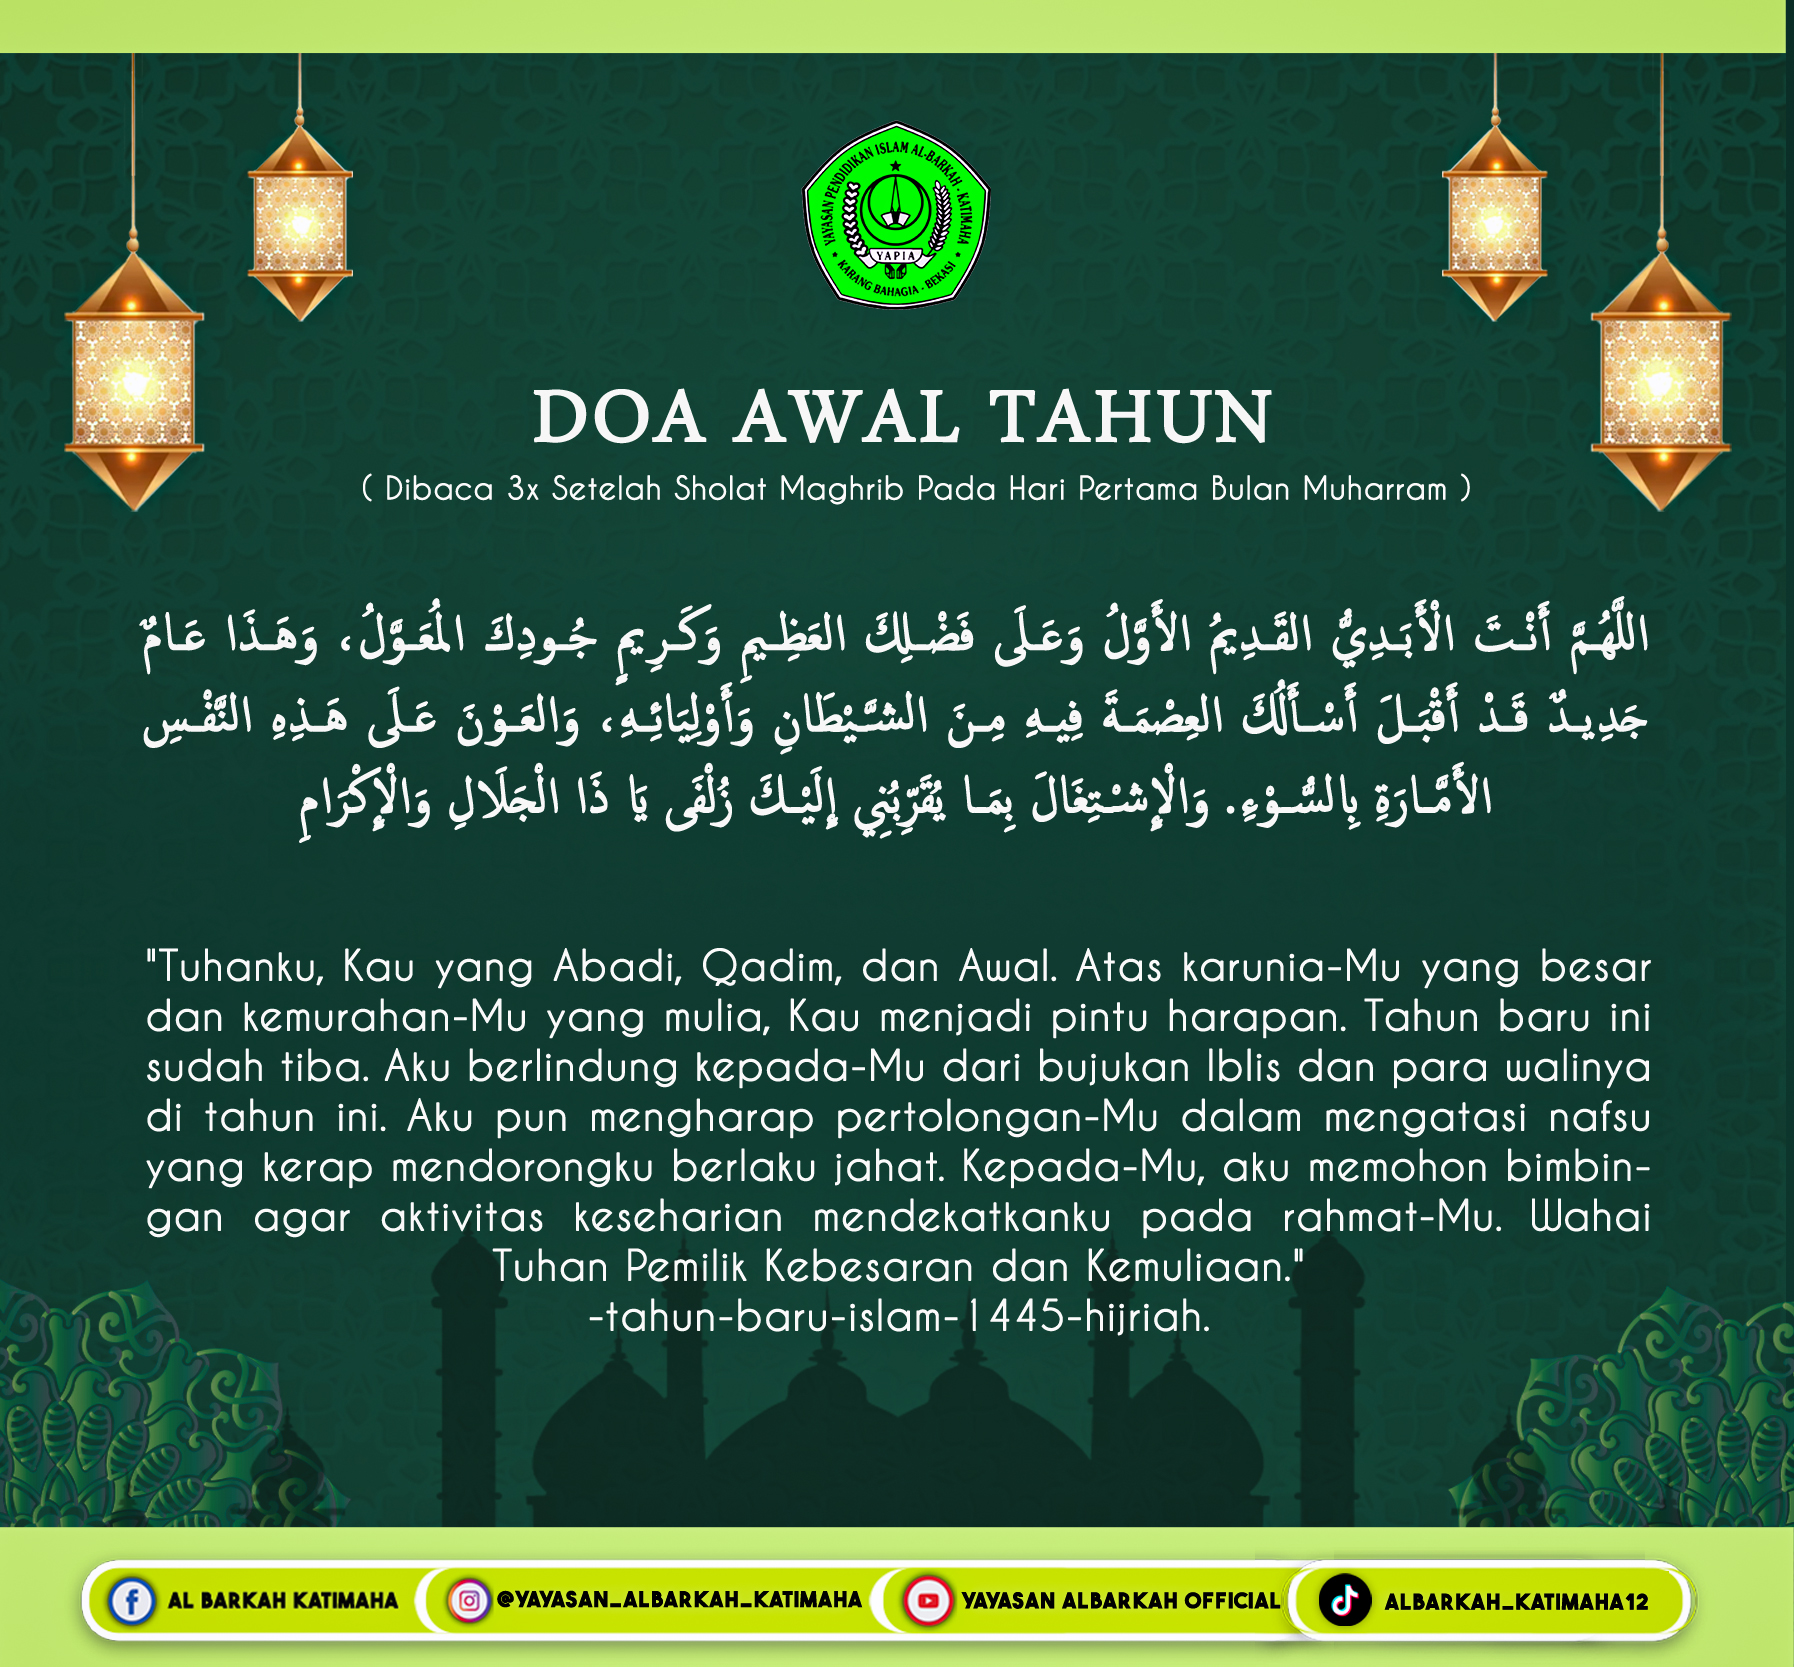 YAYASAN PENDIDIKAN ISLAM AL-BARKAH - KATIMAHA
YAPIA
KARANG BAHAGIA - BEKASI
DOA AWAL TAHUN
( Dibaca 3x Setelah Sholat Maghrib Pada Hari Pertama Bulan Muharram )
اللَّهُمَّ أَنْتَ الْأَبَدِيُّ القَدِيمُ الأَوَّلُ وَعَلَى فَضْلِكَ العَظِيمِ وَكَرِيمِ جُودِكَ المُعَوَّلُ، وَهَذَا عَامٌ
جَدِيدٌ قَدْ أَقْبَلَ أَسْأَلُكَ العِصْمَةَ فِيهِ مِنَ الشَّيْطَانِ وَأَوْلِيَائِهِ، وَالعَوْنَ عَلَى هَذِهِ النَّفْسِ
الأَمَّارَةِ بِالسُّوْءِ. وَالْإِشْتِغَالَ بِمَا يُقَرِّبُنِي إِلَيْكَ زُلْفَى يَا ذَا الْجَلَالِ وَالْإِكْرَامِ
"Tuhanku, Kau yang Abadi, Qadim, dan Awal. Atas karunia-Mu yang besar
dan kemurahan-Mu yang mulia, Kau menjadi pintu harapan. Tahun baru ini
sudah tiba. Aku berlindung kepada-Mu dari bujukan Iblis dan para walinya
di tahun ini. Aku pun mengharap pertolongan-Mu dalam mengatasi nafsu
yang kerap mendorongku berlaku jahat. Kepada-Mu, aku memohon bimbin-
gan agar aktivitas keseharian mendekatkanku pada rahmat-Mu. Wahai
Tuhan Pemilik Kebesaran dan Kemuliaan."
-tahun-baru-islam-1445-hijriah.
AL BARKAH KATIMAHA
@YAYASAN_ALBARKAH_KATIMAHA
YAYASAN ALBARKAH OFFICIAL
ALBARKAH_KATIMAHA12